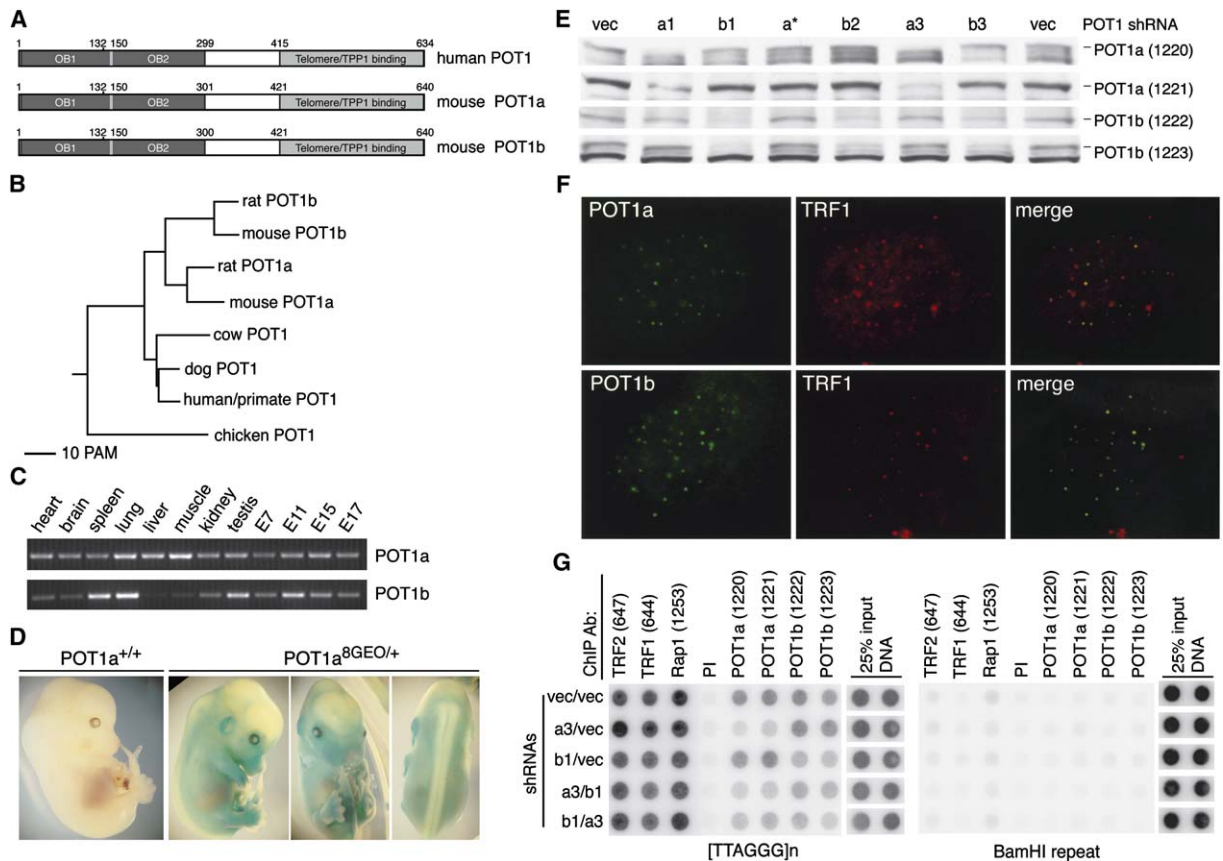 A
1 132 150 299 415 634
OB1 OB2 Telomere/TPP1 binding human POT1
1 132 150 301 421 640
OB1 OB2 Telomere/TPP1 binding mouse POT1a
1 132 150 300 421 640
OB1 OB2 Telomere/TPP1 binding mouse POT1b
B
rat POT1b
mouse POT1b
rat POT1a
mouse POT1a
cow POT1
dog POT1
human/primate POT1
chicken POT1
10 PAM
C
heart brain spleen lung liver muscle kidney testis E7 E11 E15 E17
POT1a
POT1b
D
POT1a+/+ POT1a8GEO/+
E
vec a1 b1 a* b2 a3 b3 vec POT1 shRNA
POT1a (1220)
POT1a (1221)
POT1b (1222)
POT1b (1223)
F
POT1a TRF1 merge
POT1b TRF1 merge
G
ChIP Ab:
TRF2 (647)
TRF1 (644)
Rap1 (1253)
PI
POT1a (1220)
POT1a (1221)
POT1b (1222)
POT1b (1223)
25% input
DNA
TRF2 (647)
TRF1 (644)
Rap1 (1253)
PI
POT1a (1220)
POT1a (1221)
POT1b (1222)
POT1b (1223)
25% input
DNA
shRNAs
vec/vec
a3/vec
b1/vec
a3/b1
b1/a3
[TTAGGG]n BamHI repeat